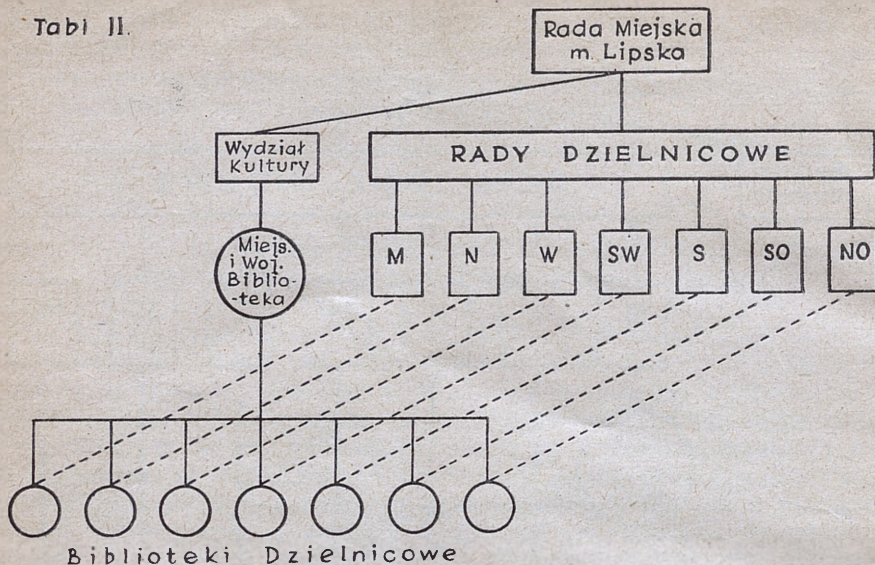 Tabl II.
Rada Miejska
m. Lipska
Wydział
Kultury
RADY DZIELNICOWE
Miejs.
i Woj.
Biblio-
-teka
M N W SW S SO NO
Biblioteki Dzielnicowe